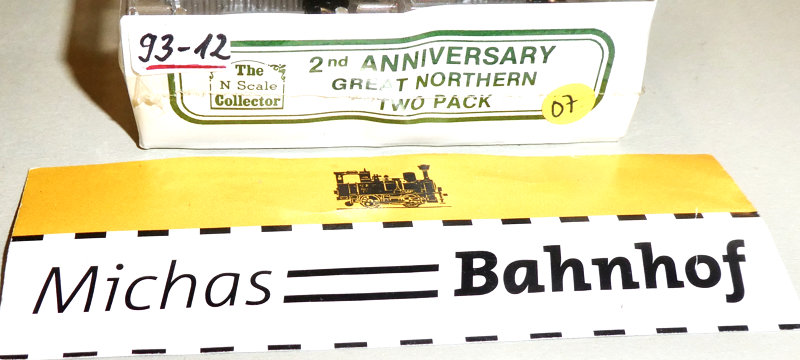 93-12
The
N Scale
Collector
2nd ANNIVERSARY
GREAT NORTHERN
TWO PACK
07
Michas Bahnhof